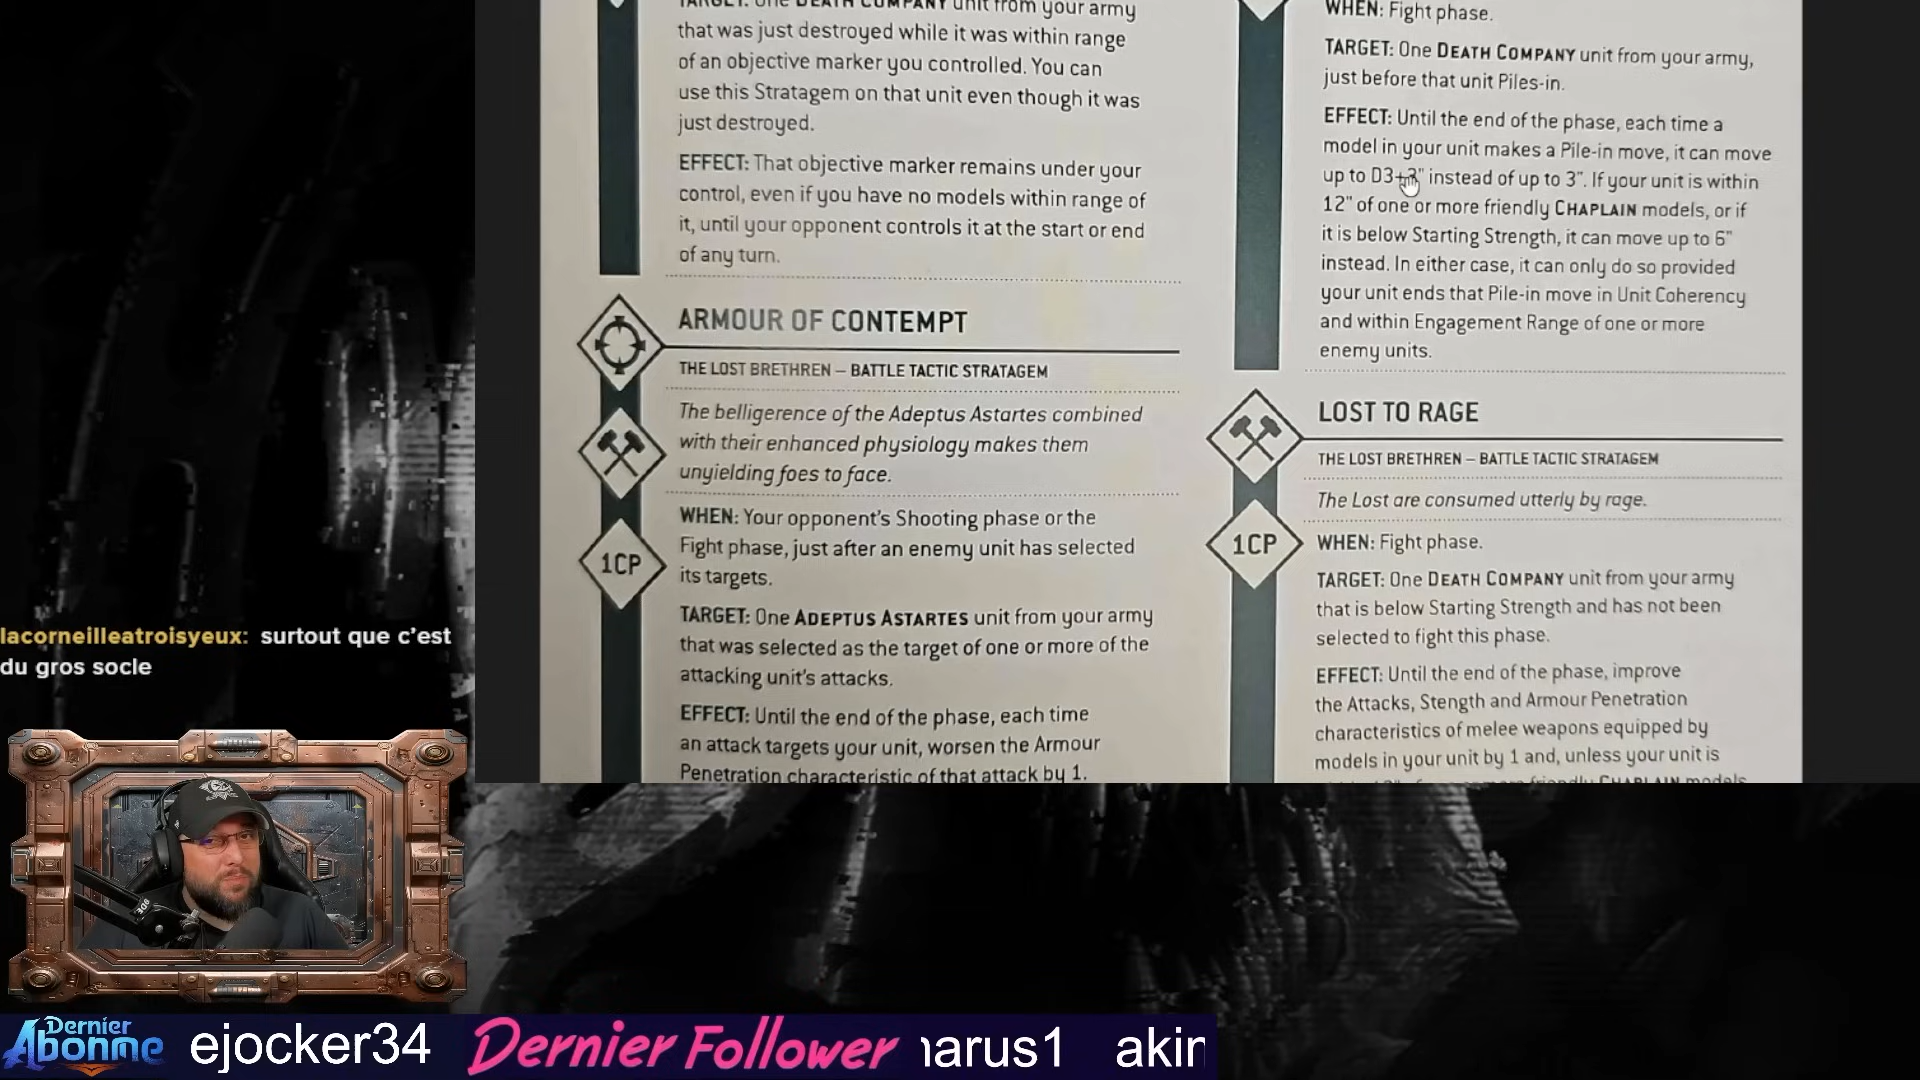 TARGET: One DEATH COMPANY unit from your army
that was just destroyed while it was within range
of an objective marker you controlled. You can
use this Stratagem on that unit even though it was
just destroyed.
EFFECT: That objective marker remains under your
control, even if you have no models within range of
it, until your opponent controls it at the start or end
of any turn.
ARMOUR OF CONTEMPT
THE LOST BRETHREN – BATTLE TACTIC STRATAGEM
The belligerence of the Adeptus Astartes combined
with their enhanced physiology makes them
unyielding foes to face.
1CP
WHEN: Your opponent's Shooting phase or the
Fight phase, just after an enemy unit has selected
its targets.
TARGET: One ADEPTUS ASTARTES unit from your army
that was selected as the target of one or more of the
attacking unit's attacks.
EFFECT: Until the end of the phase, each time
an attack targets your unit, worsen the Armour
Penetration characteristic of that attack by 1.
WHEN: Fight phase.
TARGET: One DEATH COMPANY unit from your army,
just before that unit Piles-in.
EFFECT: Until the end of the phase, each time a
model in your unit makes a Pile-in move, it can move
up to D3+3" instead of up to 3". If your unit is within
12" of one or more friendly CHAPLAIN models, or if
it is below Starting Strength, it can move up to 6"
instead. In either case, it can only do so provided
your unit ends that Pile-in move in Unit Coherency
and within Engagement Range of one or more
enemy units.
LOST TO RAGE
THE LOST BRETHREN – BATTLE TACTIC STRATAGEM
The Lost are consumed utterly by rage.
1CP
WHEN: Fight phase.
TARGET: One DEATH COMPANY unit from your army
that is below Starting Strength and has not been
selected to fight this phase.
EFFECT: Until the end of the phase, improve
the Attacks, Stength and Armour Penetration
characteristics of melee weapons equipped by
models in your unit by 1 and, unless your unit is
friendly CHAPLAIN models
lacorneilleatroisyeux: surtout que c'est
du gros socle
Dernier Abonné ejocker34 Dernier Follower harus1 akir